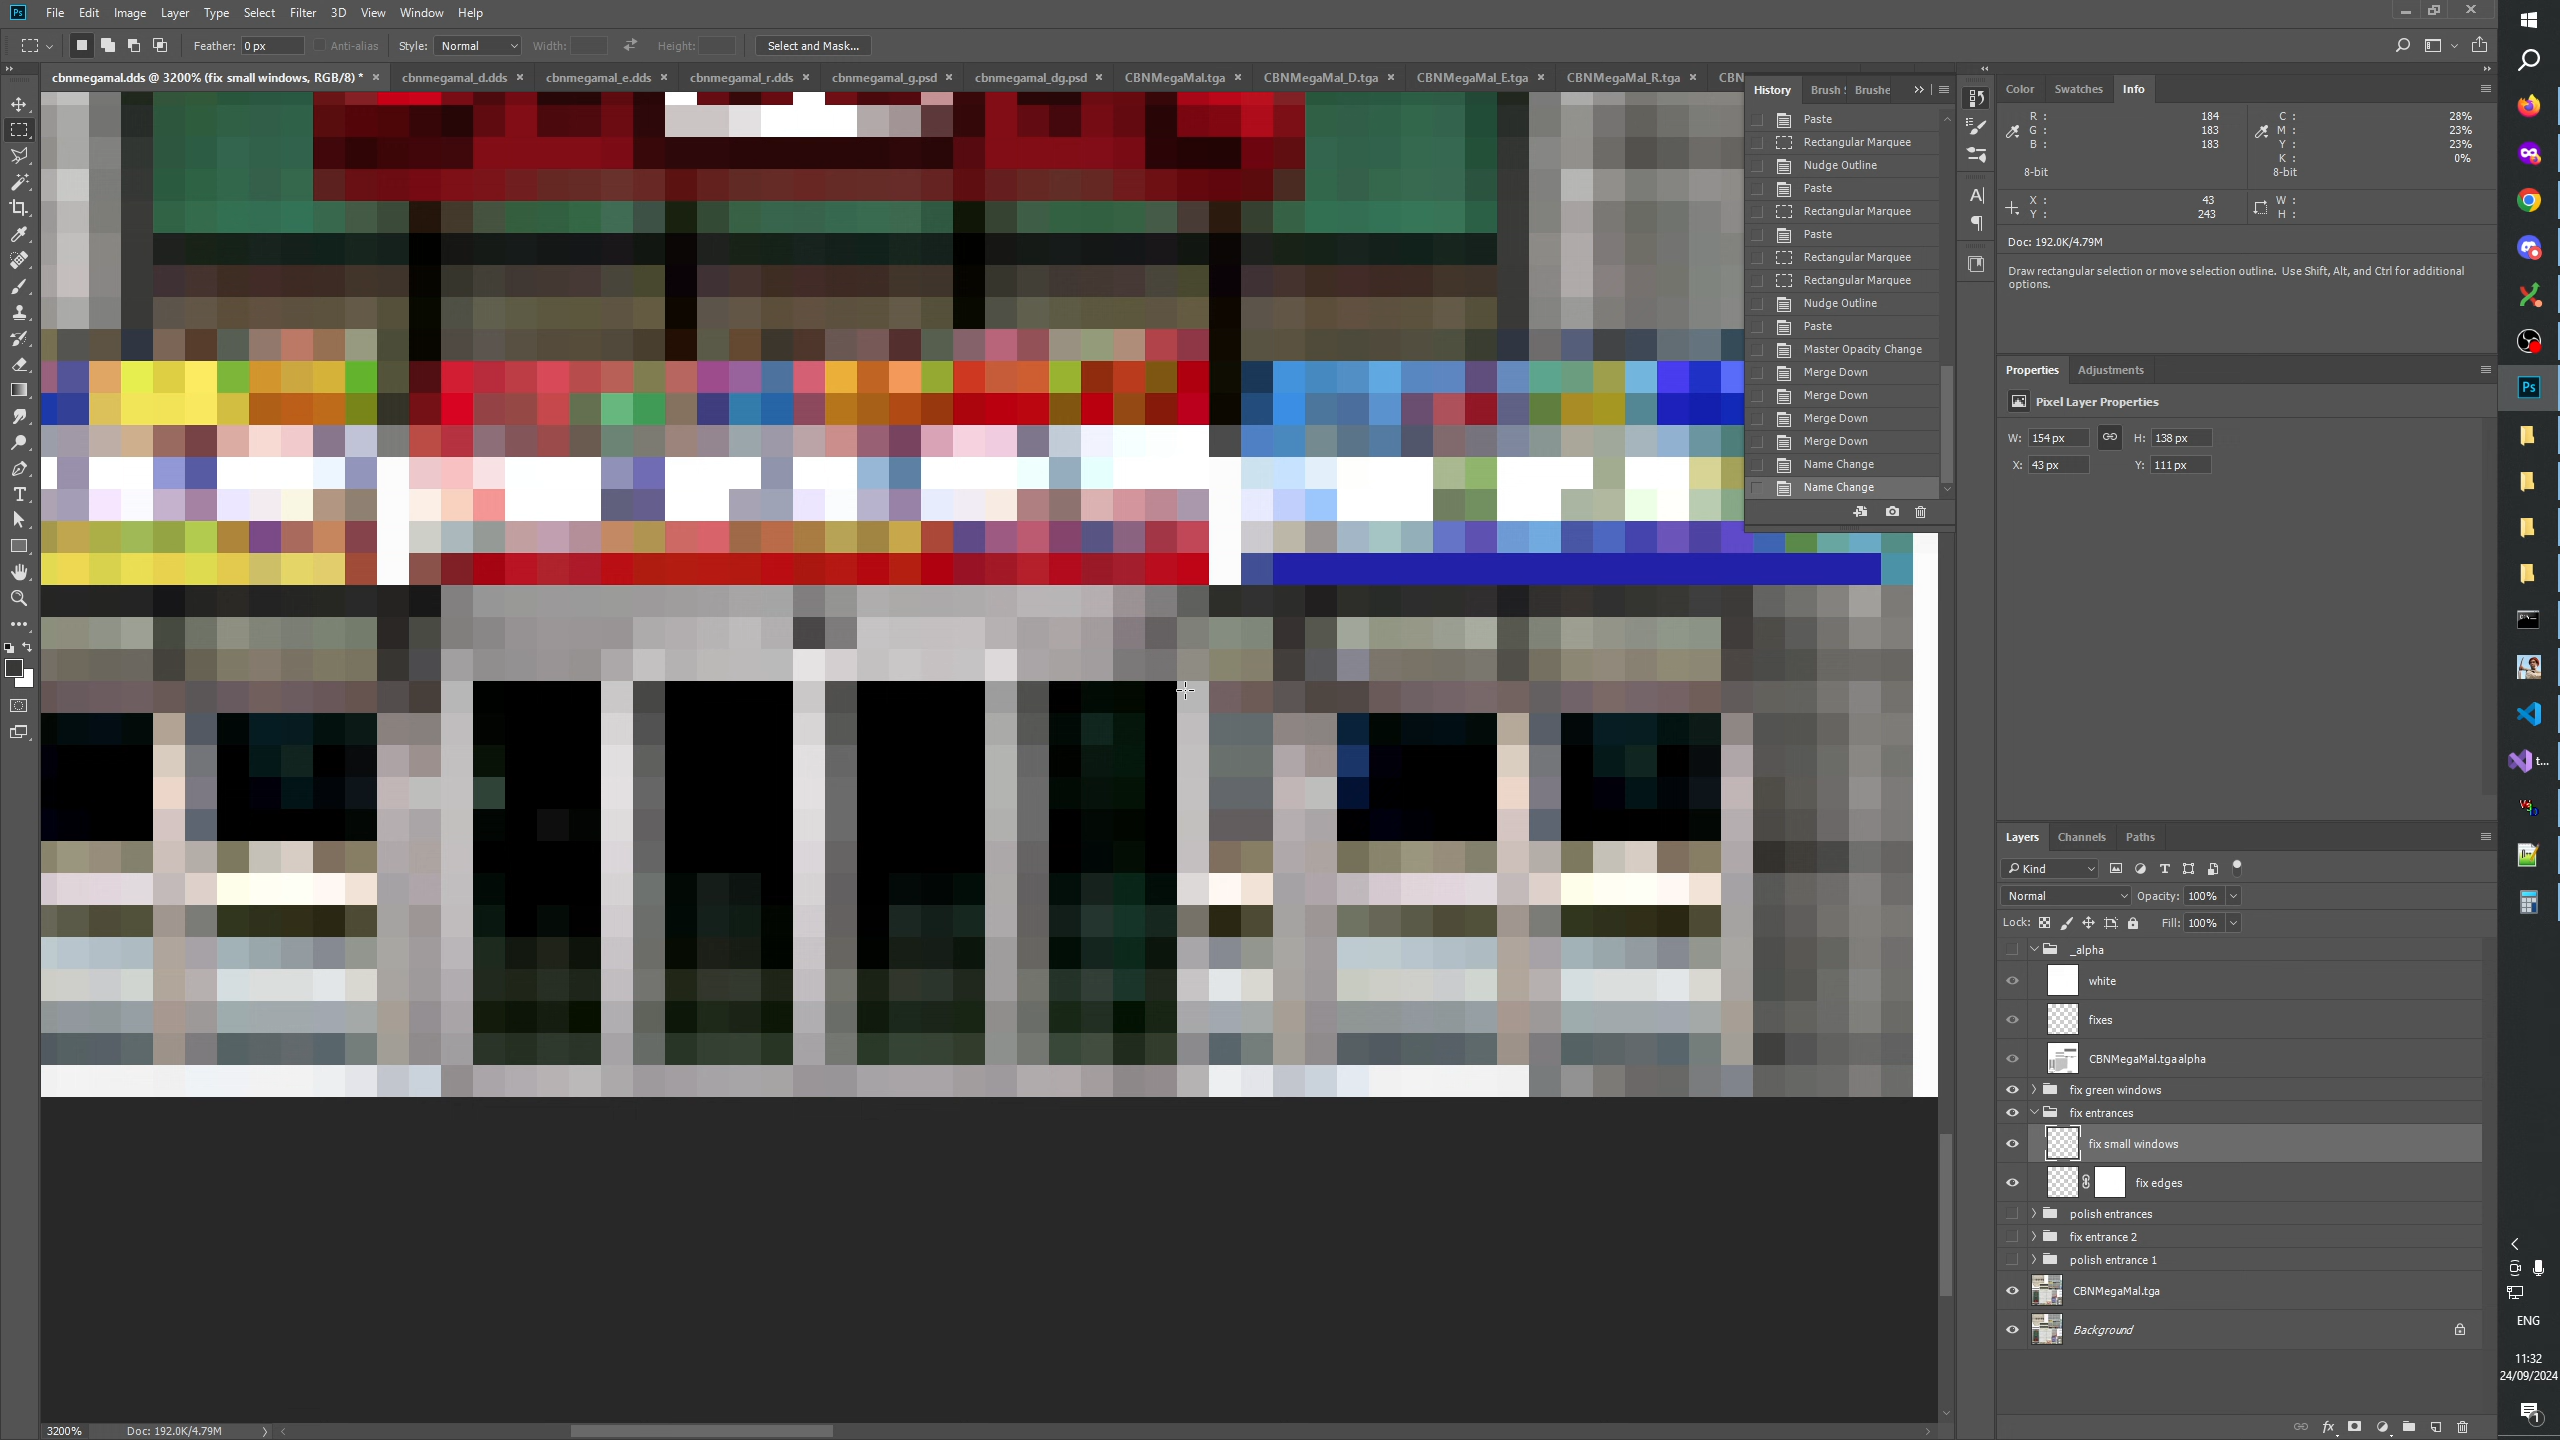 Ps File Edit Image Layer Type Select Filter 3D View Window Help
Feather: 0 px Anti-alias Style: Normal Width: Height: Select and Mask...
cbnmegamal.dds @ 3200% (fix small windows, RGB/8) * × cbnmegamal_d.dds × cbnmegamal_e.dds × cbnmegamal_r.dds × cbnmegamal_g.psd × cbnmegamal_dg.psd × CBNMegaMal.tga × CBNMegaMal_D.tga × CBNMegaMal_E.tga × CBNMegaMal_R.tga × CBN
History Brush Brushe
Paste
Rectangular Marquee
Nudge Outline
Paste
Rectangular Marquee
Paste
Rectangular Marquee
Rectangular Marquee
Nudge Outline
Paste
Master Opacity Change
Merge Down
Merge Down
Merge Down
Merge Down
Name Change
Name Change
Color Swatches Info
R : 184 C : 28%
G : 183 M : 23%
B : 183 Y : 23%
K : 0%
8-bit 8-bit
X : 43 W :
Y : 243 H :
Doc: 192.0K/4.79M
Draw rectangular selection or move selection outline. Use Shift, Alt, and Ctrl for additional
options.
Properties Adjustments
Pixel Layer Properties
W: 154 px H: 138 px
X: 43 px Y: 111 px
Layers Channels Paths
Kind
Normal Opacity: 100%
Lock: Fill: 100%
_alpha
white
fixes
CBNMegaMal.tga alpha
fix green windows
fix entrances
fix small windows
fix edges
polish entrances
fix entrance 2
polish entrance 1
CBNMegaMal.tga
Background
3200% Doc: 192.0K/4.79M
Ps
t...
ENG
11:32
24/09/2024
1